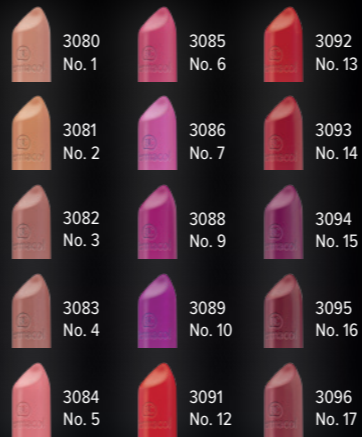 3080
No. 1
3081
No. 2
3082
No. 3
3083
No. 4
3084
No. 5
3085
No. 6
3086
No. 7
3088
No. 9
3089
No. 10
3091
No. 12
3092
No. 13
3093
No. 14
3094
No. 15
3095
No. 16
3096
No. 17